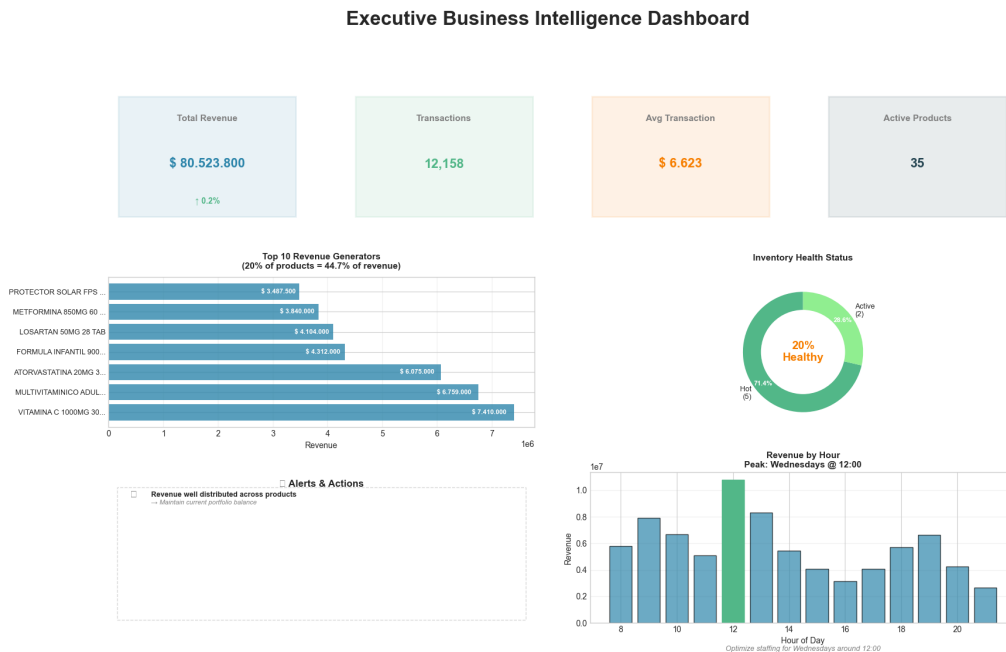 Executive Business Intelligence Dashboard
Total Revenue
$ 80.523.800
↑ 0.2%
Transactions
12,158
Avg Transaction
$ 6.623
Active Products
35
Top 10 Revenue Generators
(20% of products = 44.7% of revenue)
PROTECTOR SOLAR FPS ...
$ 3.487.500
METFORMINA 850MG 60 ...
$ 3.840.000
LOSARTAN 50MG 28 TAB
$ 4.104.000
FORMULA INFANTIL 900...
$ 4.312.000
ATORVASTATINA 20MG 3...
$ 6.075.000
MULTIVITAMINICO ADUL...
$ 6.759.000
VITAMINA C 1000MG 30...
$ 7.410.000
0 1 2 3 4 5 6 7
1e6
Revenue
Inventory Health Status
Active
(2)
28.6%
20%
Healthy
71.4%
Hot
(5)
Alerts & Actions
Revenue well distributed across products
→ Maintain current portfolio balance
Revenue by Hour
Peak: Wednesdays @ 12:00
1e7
1.0
0.8
0.6
0.4
0.2
0.0
Revenue
8 10 12 14 16 18 20
Hour of Day
Optimize staffing for Wednesdays around 12:00